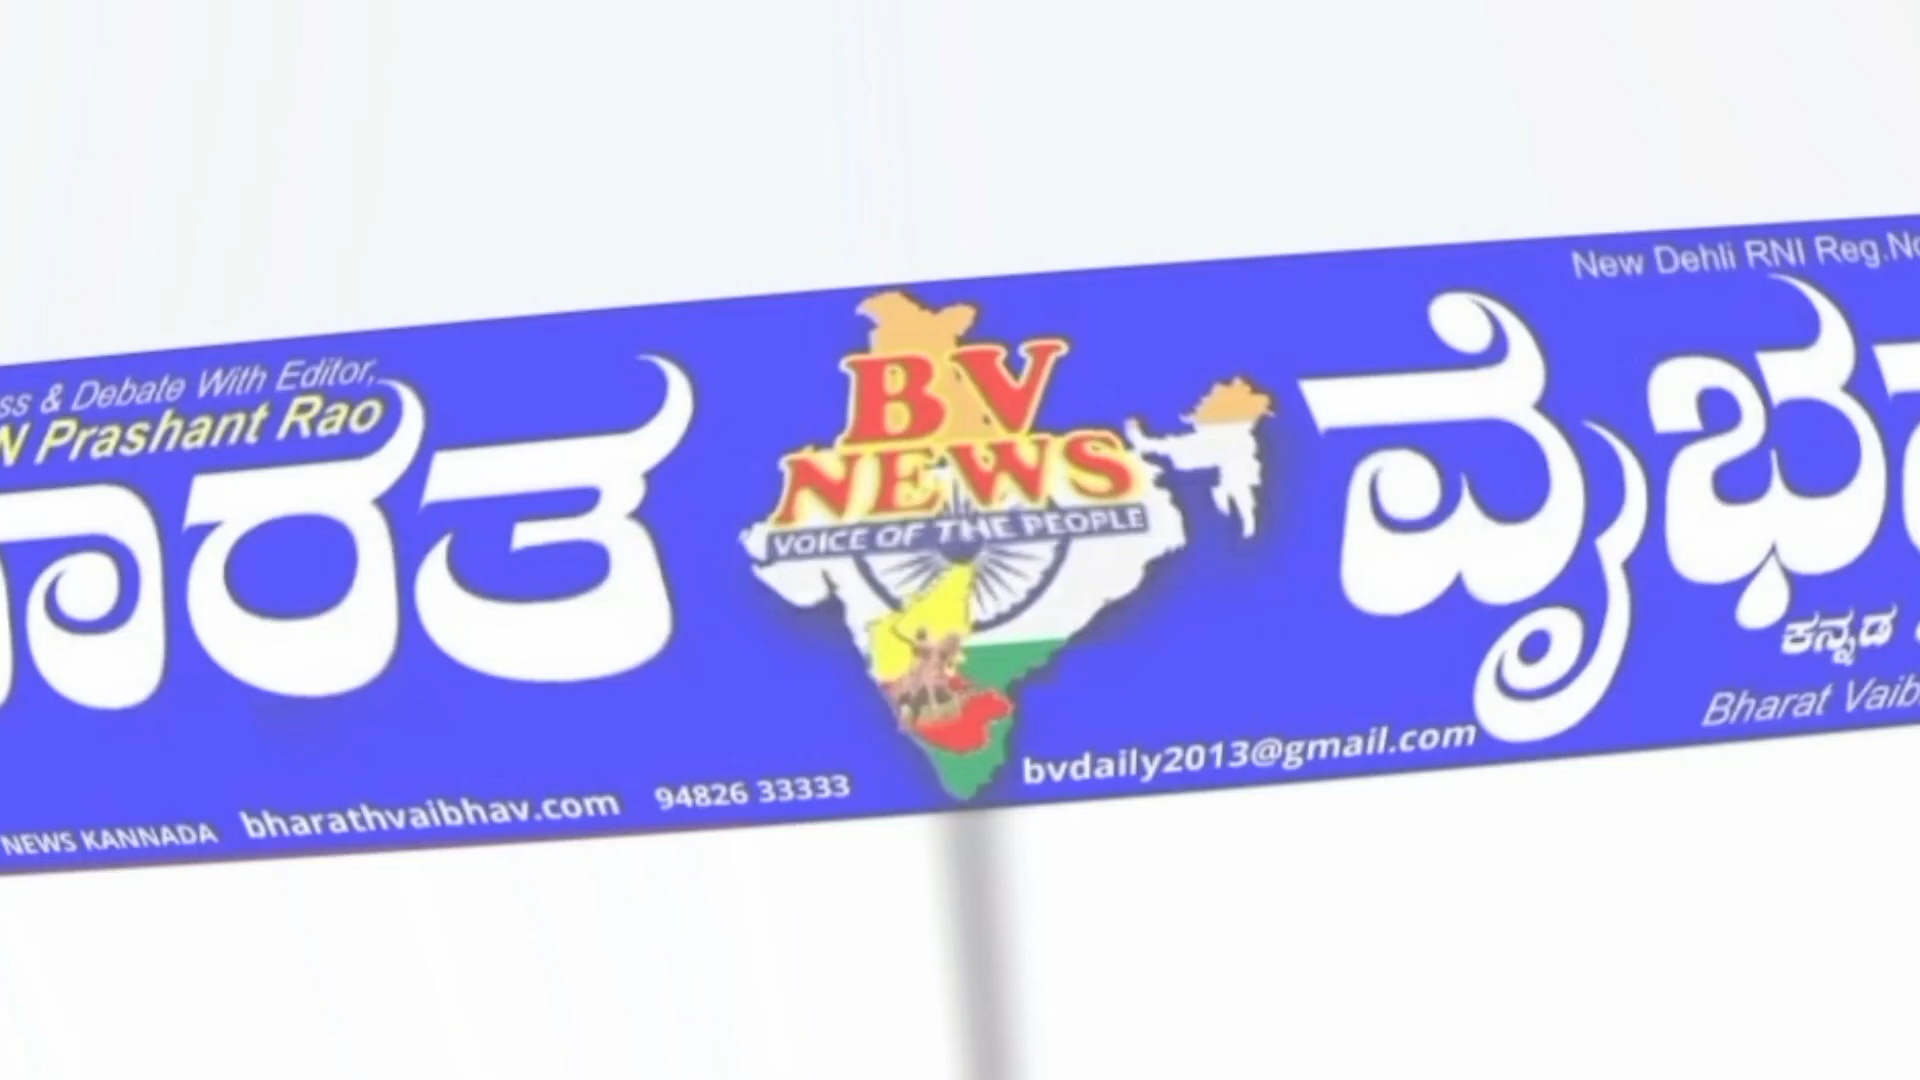 ss & Debate With Editor,
N Prashant Rao
ಾರತ
BV
NEWS
VOICE OF THE PEOPLE
New Dehli RNI Reg.No
ವೈಭ
ಕನ್ನಡ
Bharat Vaib
NEWS KANNADA bharathvaibhav.com 94826 33333 bvdaily2013@gmail.com